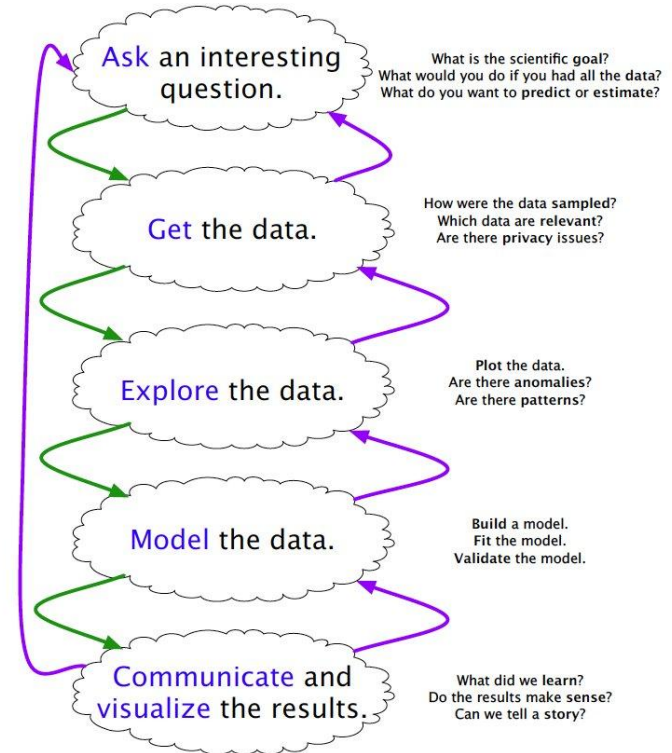 Ask an interesting
question.
What is the scientific goal?
What would you do if you had all the data?
What do you want to predict or estimate?
Get the data.
How were the data sampled?
Which data are relevant?
Are there privacy issues?
Explore the data.
Plot the data.
Are there anomalies?
Are there patterns?
Model the data.
Build a model.
Fit the model.
Validate the model.
Communicate and
visualize the results.
What did we learn?
Do the results make sense?
Can we tell a story?